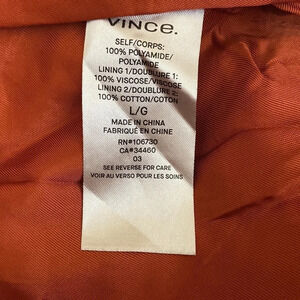 VINCE.
SELF/CORPS:
100% POLYAMIDE/
POLYAMIDE
LINING 1/DOUBLURE 1:
100% VISCOSE/VISCOSE
LINING 2/DOUBLURE 2:
100% COTTON/COTON
L/G
MADE IN CHINA
FABRIQUÉ EN CHINE
RN#106730
CA#34460
03
SEE REVERSE FOR CARE
VOIR AU VERSO POUR LES SOINS